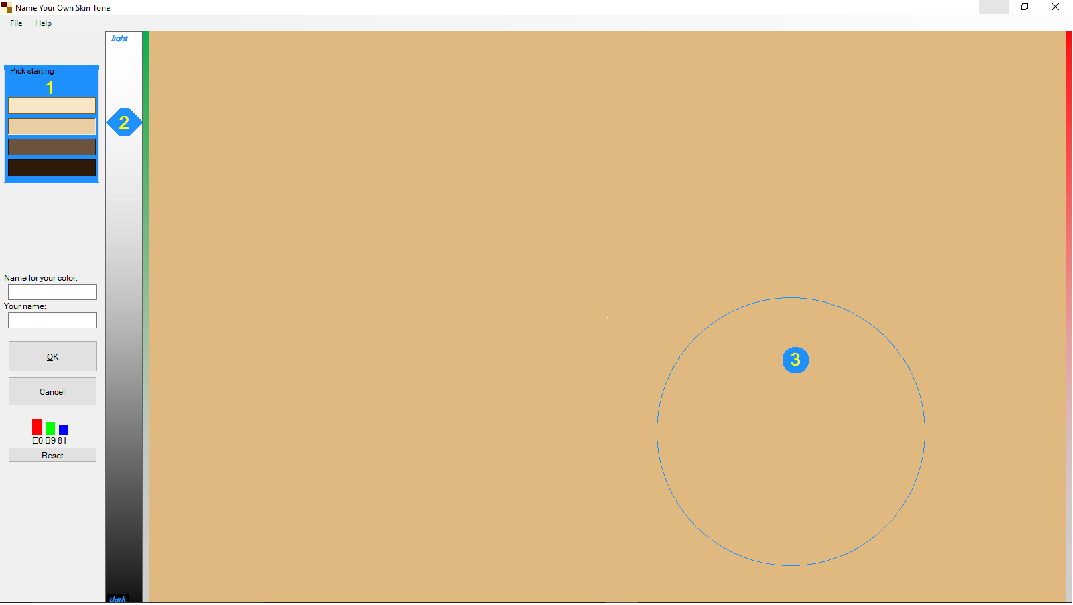 Name Your Own Skin Tone
File Help
light
Pick starting
1
2
3
Name for your color:
Your name:
OK
Cancel
E0 B9 81
Reset
dark